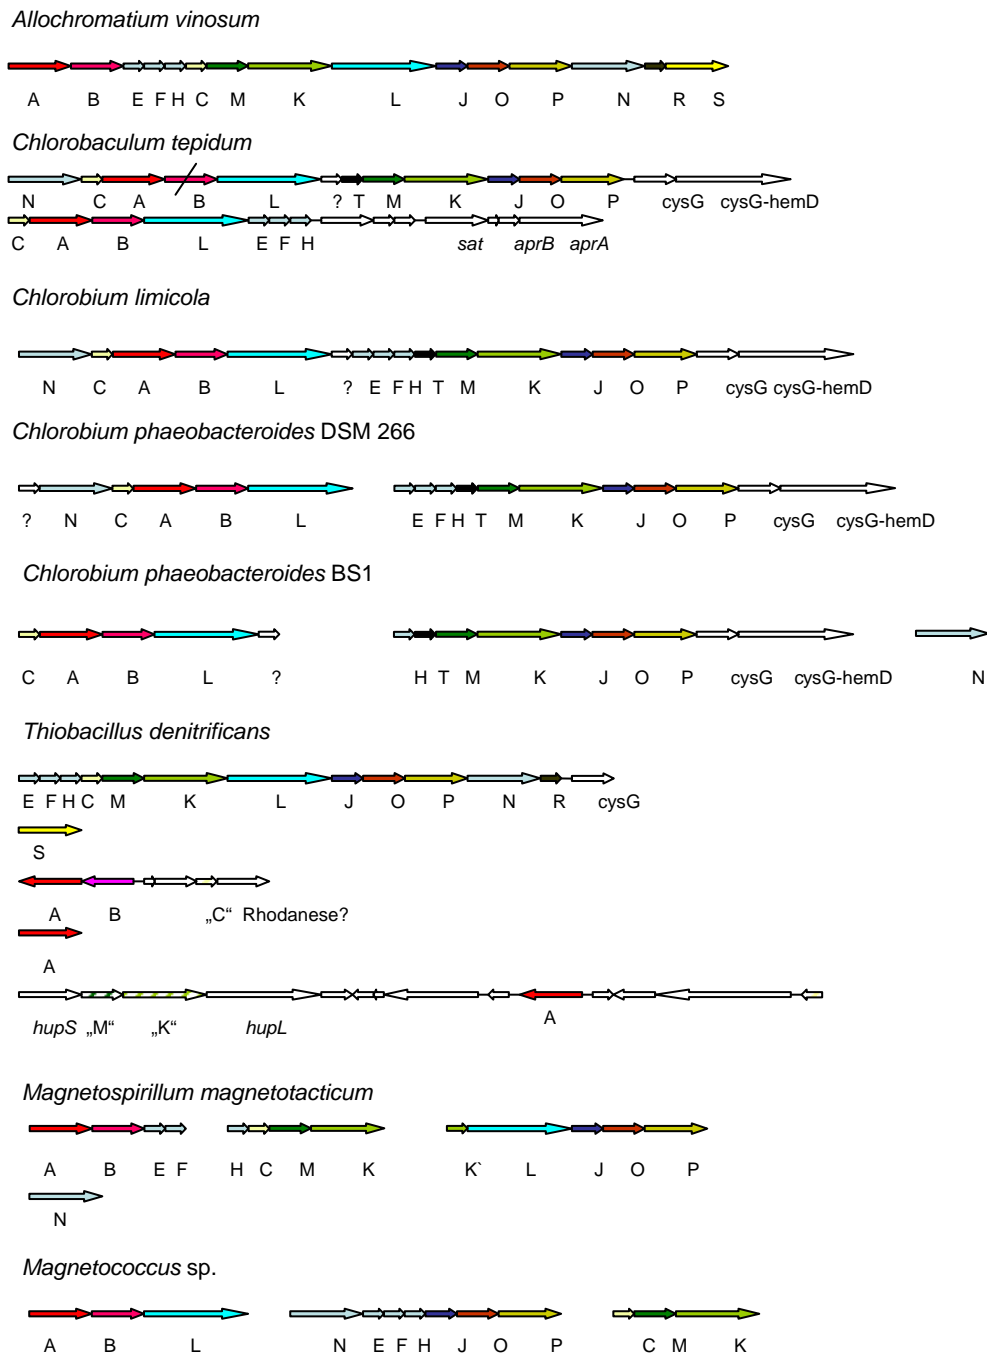 Allochromatium vinosum
A B E F H C M K L J O P N R S
Chlorobaculum tepidum
N C A B L ? T M K J O P cysG cysG-hemD
C A B L E F H sat aprB aprA
Chlorobium limicola
N C A B L ? E F H T M K J O P cysG cysG-hemD
Chlorobium phaeobacteroides DSM 266
? N C A B L E F H T M K J O P cysG cysG-hemD
Chlorobium phaeobacteroides BS1
C A B L ? H T M K J O P cysG cysG-hemD N
Thiobacillus denitrificans
E F H C M K L J O P N R cysG
S
A B „C“ Rhodanese?
A
A
hupS „M“ „K“ hupL
Magnetospirillum magnetotacticum
A B E F H C M K K` L J O P
N
Magnetococcus sp.
A B L N E F H J O P C M K